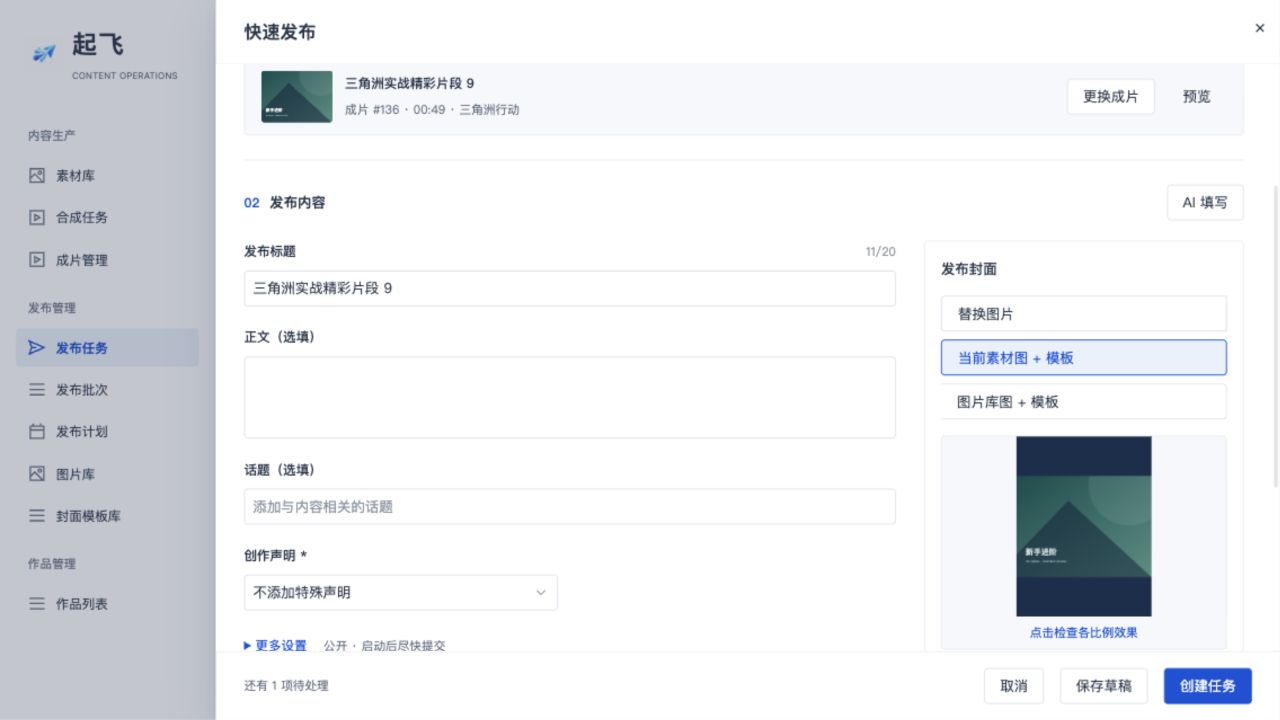 起飞
CONTENT OPERATIONS
内容生产
素材库
合成任务
成片管理
发布管理
发布任务
发布批次
发布计划
图片库
封面模板库
作品管理
作品列表
快速发布
×
新手进阶
三角洲实战精彩片段 9
成片 #136 · 00:49 · 三角洲行动
更换成片
预览
02 发布内容
AI 填写
发布标题
11/20
三角洲实战精彩片段 9
正文（选填）
话题（选填）
添加与内容相关的话题
创作声明 *
不添加特殊声明
更多设置 公开 · 启动后尽快提交
发布封面
替换图片
当前素材图 + 模板
图片库图 + 模板
新手进阶
点击检查各比例效果
还有 1 项待处理
取消
保存草稿
创建任务